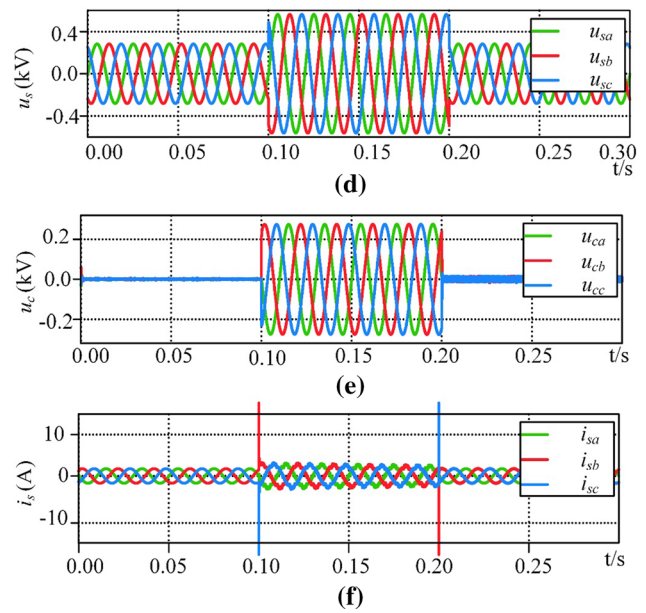 u_s (kV)
0.4
0.0
-0.4
u_sa
u_sb
u_sc
0.00 0.05 0.10 0.15 0.20 0.25 0.30
t/s
(d)
u_c (kV)
0.2
0.0
-0.2
u_ca
u_cb
u_cc
0.00 0.05 0.10 0.15 0.20 0.25
t/s
(e)
i_s (A)
10
0
-10
i_sa
i_sb
i_sc
0.00 0.05 0.10 0.15 0.20 0.25
t/s
(f)